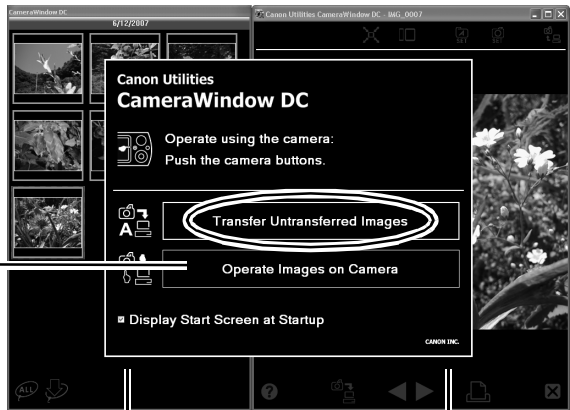 CameraWindow DC
Canon Utilities CameraWindow DC - IMG_0007
6/12/2007
Canon Utilities
CameraWindow DC
Operate using the camera:
Push the camera buttons.
A
Transfer Untransferred Images
Operate Images on Camera
Display Start Screen at Startup
CANON INC.
ALL
?